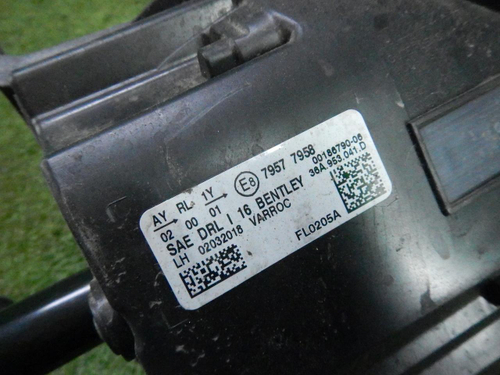 AY RL 1Y
02 00 01 E8 7957 7958 00186790-06
36A.953.041.D
SAE DRL I 16 BENTLEY
LH 02032018 VARROC
FL0205A